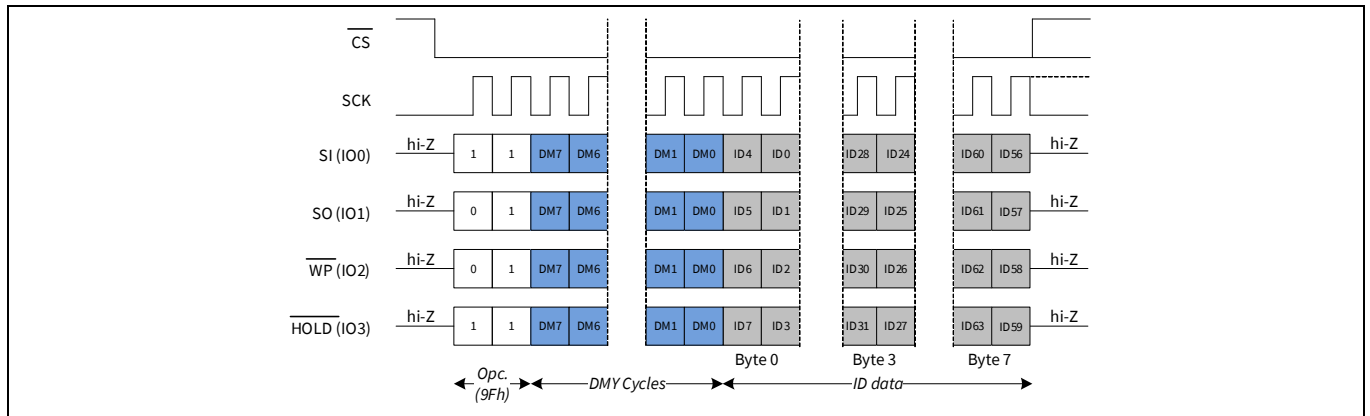 CS
SCK
SI (IO0) hi-Z 1 1 DM7 DM6 DM1 DM0 ID4 ID0 ID28 ID24 ID60 ID56 hi-Z
SO (IO1) hi-Z 0 1 DM7 DM6 DM1 DM0 ID5 ID1 ID29 ID25 ID61 ID57 hi-Z
WP (IO2) hi-Z 0 1 DM7 DM6 DM1 DM0 ID6 ID2 ID30 ID26 ID62 ID58 hi-Z
HOLD (IO3) hi-Z 1 1 DM7 DM6 DM1 DM0 ID7 ID3 ID31 ID27 ID63 ID59 hi-Z
Byte 0 Byte 3 Byte 7
Opc. DMY Cycles ID data
(9Fh)